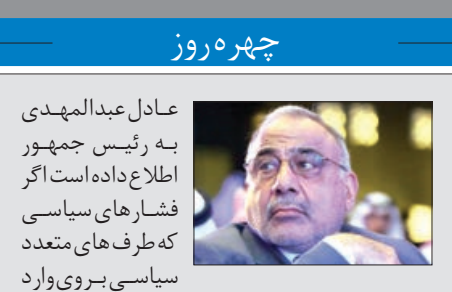 چهره‌روز
عادل عبدالمهدی
به رئیس جمهور
اطلاع داده است اگر
فشارهای سیاسی
که طرف‌های متعدد
سیاسی بر وی وارد